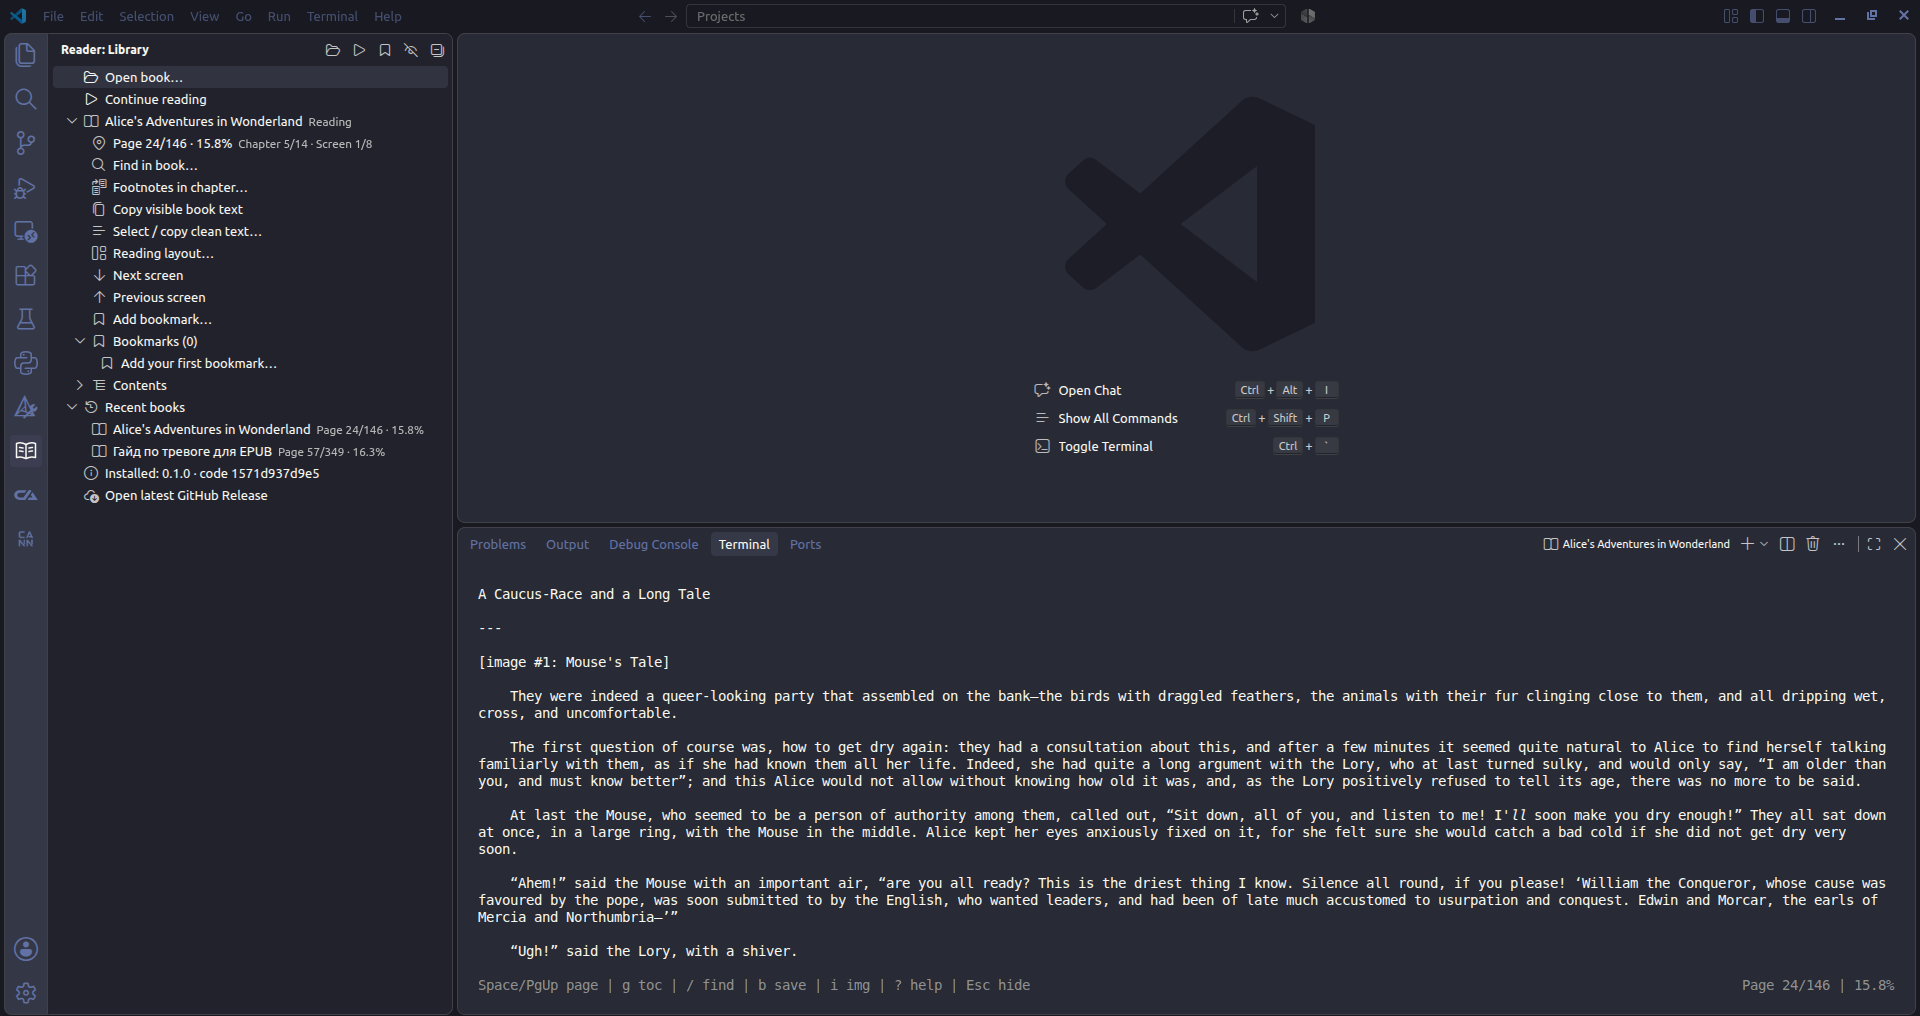 File Edit Selection View Go Run Terminal Help
Projects
Reader: Library
Open book...
Continue reading
Alice's Adventures in Wonderland Reading
Page 24/146 · 15.8% Chapter 5/14 · Screen 1/8
Find in book...
Footnotes in chapter...
Copy visible book text
Select / copy clean text...
Reading layout...
Next screen
Previous screen
Add bookmark...
Bookmarks (0)
Add your first bookmark...
Contents
Recent books
Alice's Adventures in Wonderland Page 24/146 · 15.8%
Гайд по тревоге для EPUB Page 57/349 · 16.3%
Installed: 0.1.0 · code 1571d937d9e5
Open latest GitHub Release
CA
NN
Open Chat Ctrl + Alt + I
Show All Commands Ctrl + Shift + P
Toggle Terminal Ctrl + `
Problems Output Debug Console Terminal Ports
Alice's Adventures in Wonderland
A Caucus-Race and a Long Tale
---
[image #1: Mouse's Tale]
They were indeed a queer-looking party that assembled on the bank—the birds with draggled feathers, the animals with their fur clinging close to them, and all dripping wet,
cross, and uncomfortable.
The first question of course was, how to get dry again: they had a consultation about this, and after a few minutes it seemed quite natural to Alice to find herself talking
familiarly with them, as if she had known them all her life. Indeed, she had quite a long argument with the Lory, who at last turned sulky, and would only say, “I am older than
you, and must know better”; and this Alice would not allow without knowing how old it was, and, as the Lory positively refused to tell its age, there was no more to be said.
At last the Mouse, who seemed to be a person of authority among them, called out, “Sit down, all of you, and listen to me! I'll soon make you dry enough!” They all sat down
at once, in a large ring, with the Mouse in the middle. Alice kept her eyes anxiously fixed on it, for she felt sure she would catch a bad cold if she did not get dry very
soon.
“Ahem!” said the Mouse with an important air, “are you all ready? This is the driest thing I know. Silence all round, if you please! ‘William the Conqueror, whose cause was
favoured by the pope, was soon submitted to by the English, who wanted leaders, and had been of late much accustomed to usurpation and conquest. Edwin and Morcar, the earls of
Mercia and Northumbria—’”
“Ugh!” said the Lory, with a shiver.
Space/PgUp page | g toc | / find | b save | i img | ? help | Esc hide
Page 24/146 | 15.8%